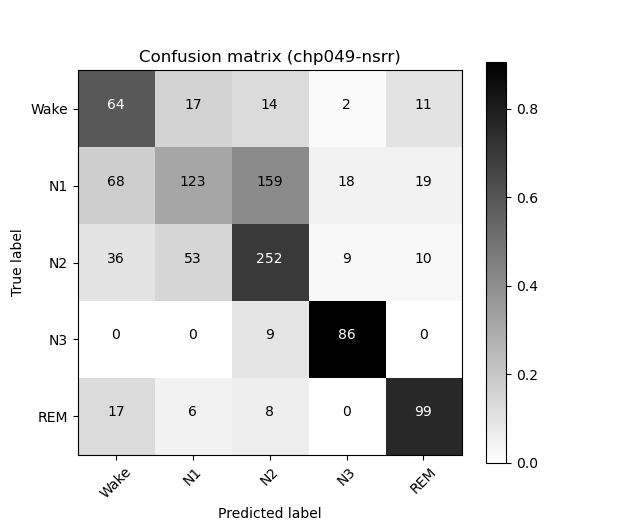 Confusion matrix (chp049-nsrr)
True label
Wake 64 17 14 2 11
N1 68 123 159 18 19
N2 36 53 252 9 10
N3 0 0 9 86 0
REM 17 6 8 0 99
Wake N1 N2 N3 REM
Predicted label
0.8
0.6
0.4
0.2
0.0